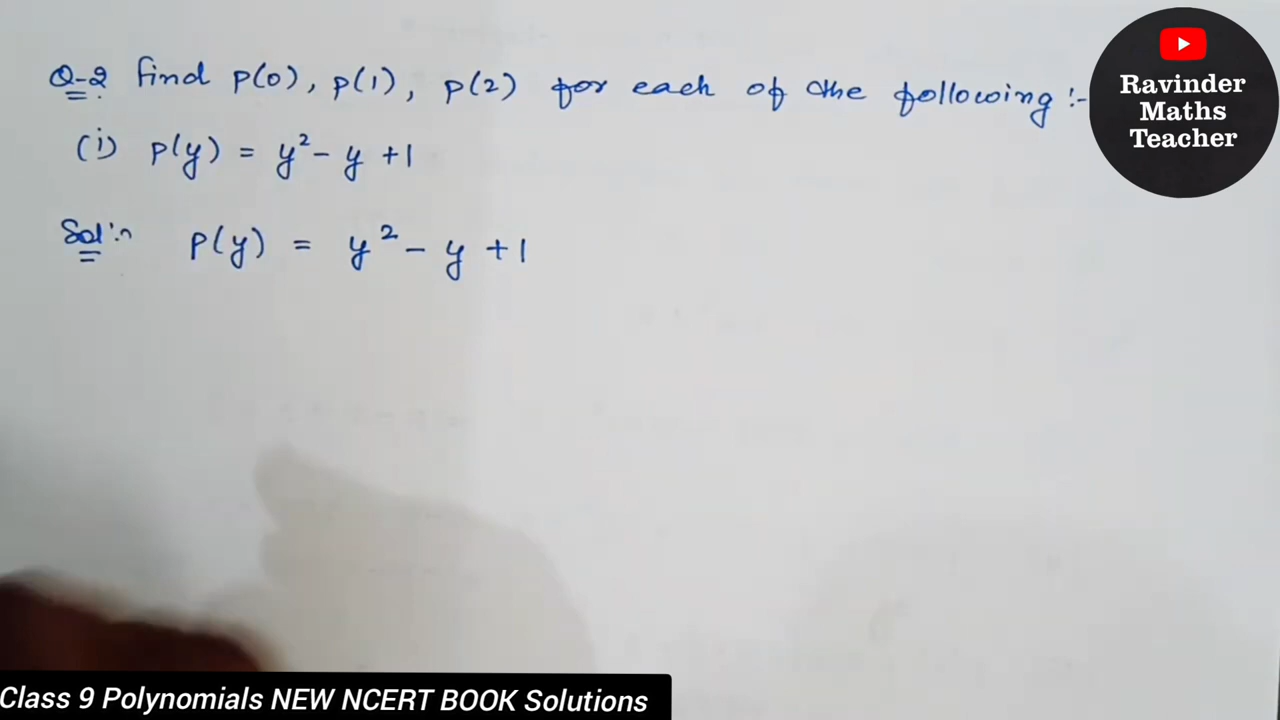 Q-2 Find p(0), p(1), p(2) for each of the following :-
(i) p(y) = y² - y + 1
Sol'n p(y) = y² - y + 1
Ravinder
Maths
Teacher
Class 9 Polynomials NEW NCERT BOOK Solutions